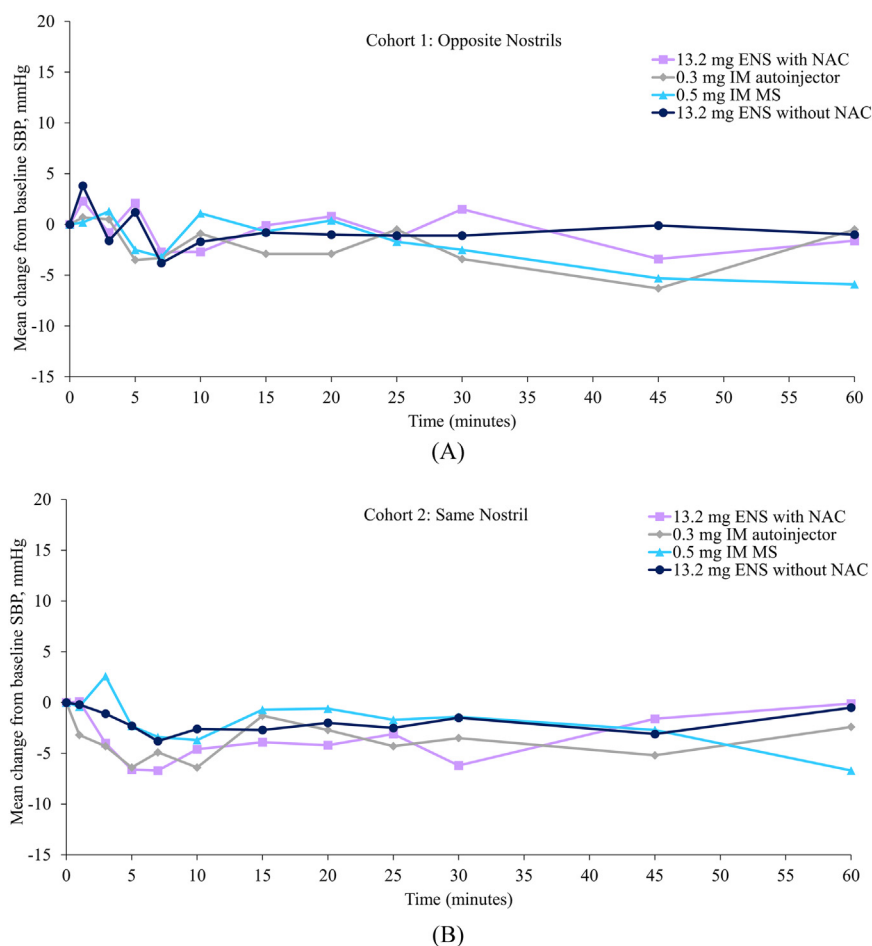 Cohort 1: Opposite Nostrils
13.2 mg ENS with NAC
0.3 mg IM autoinjector
0.5 mg IM MS
13.2 mg ENS without NAC
Mean change from baseline SBP, mmHg
20
15
10
5
0
-5
-10
-15
0 5 10 15 20 25 30 35 40 45 50 55 60
Time (minutes)
(A)
Cohort 2: Same Nostril
13.2 mg ENS with NAC
0.3 mg IM autoinjector
0.5 mg IM MS
13.2 mg ENS without NAC
Mean change from baseline SBP, mmHg
20
15
10
5
0
-5
-10
-15
0 5 10 15 20 25 30 35 40 45 50 55 60
Time (minutes)
(B)